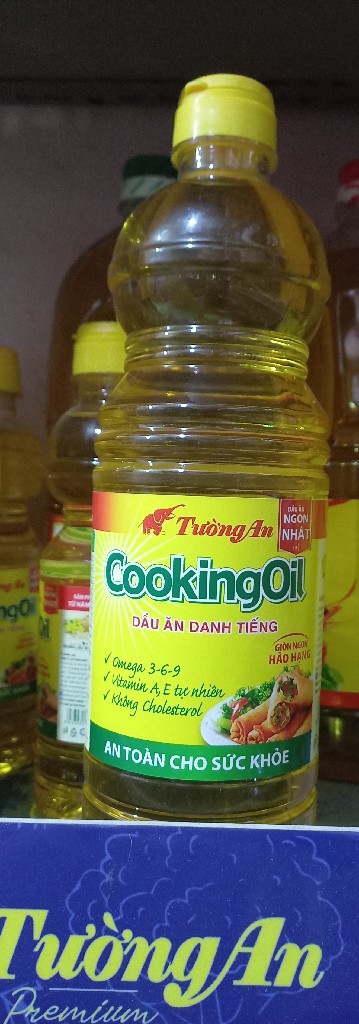 DẦU ĂN
NGON
NHẤT
Tường An
CookingOil
DẦU ĂN DANH TIẾNG
GIÒN NGON
HẢO HẠNG
✓ Omega 3-6-9
✓ Vitamin A, E tự nhiên
✓ Không Cholesterol
AN TOÀN CHO SỨC KHỎE
Tường An
Premium